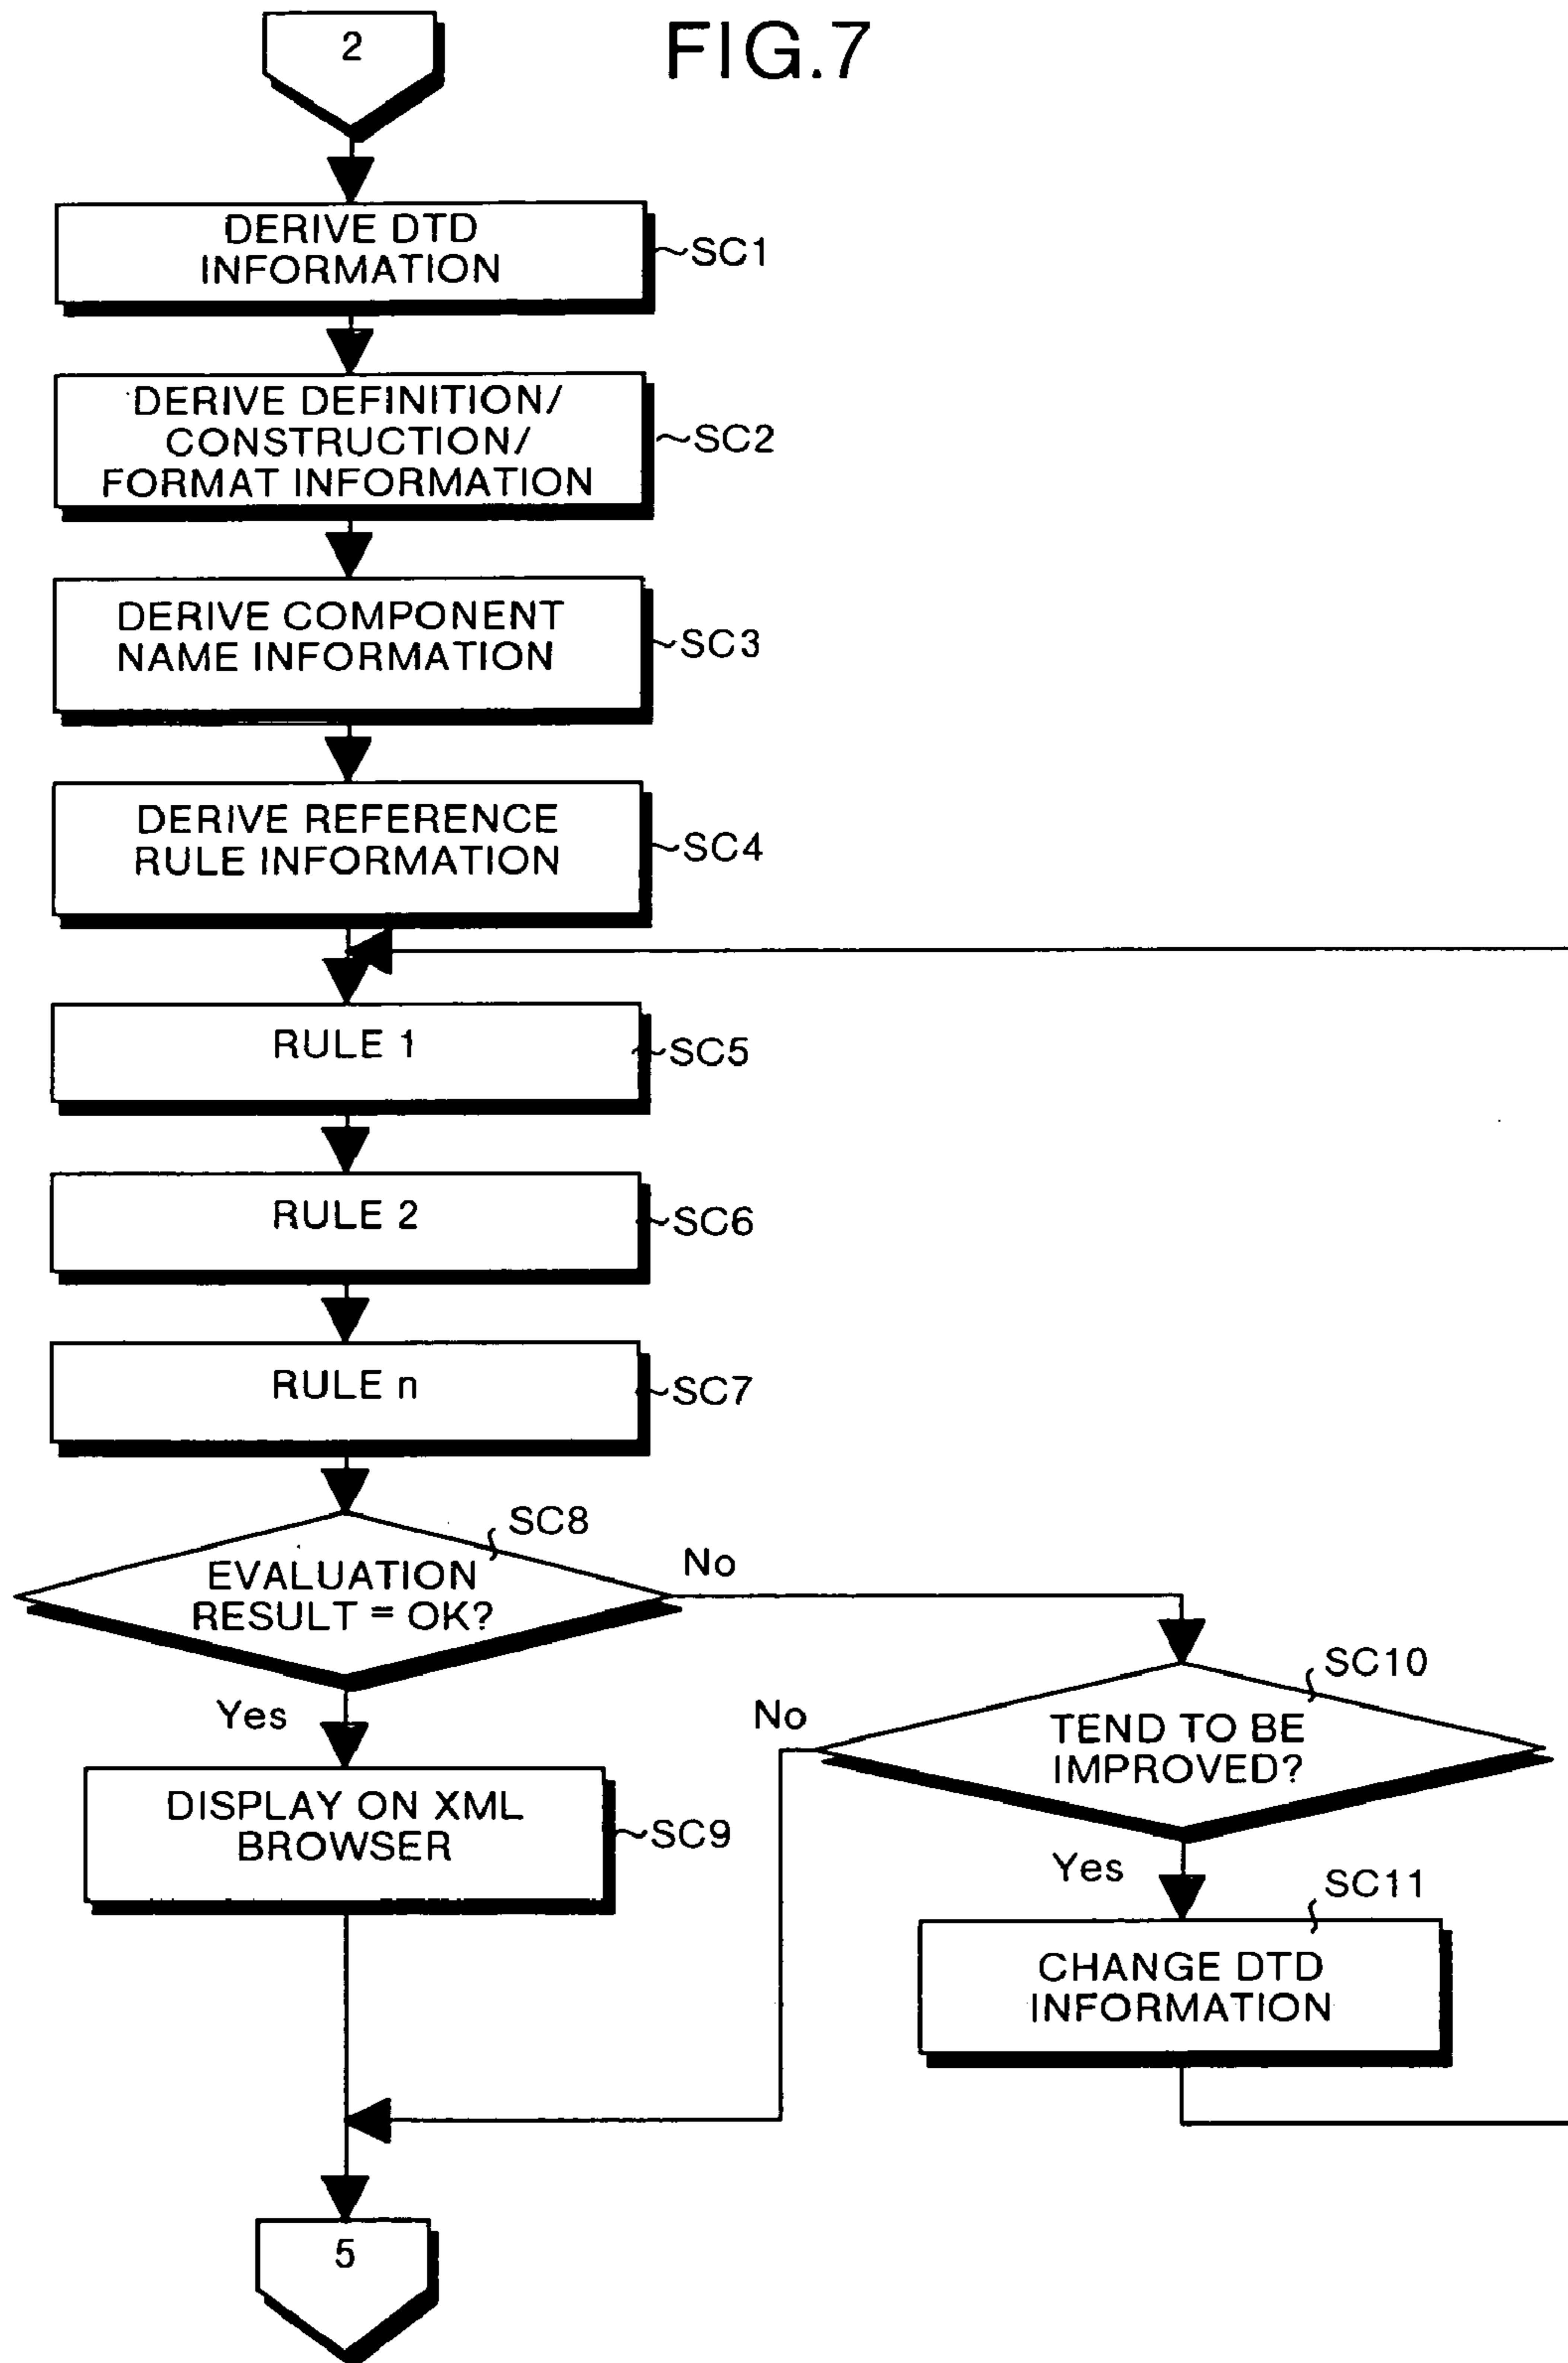 FIG.7
2
DERIVE DTD
INFORMATION
SC1
DERIVE DEFINITION/
CONSTRUCTION/
FORMAT INFORMATION
SC2
DERIVE COMPONENT
NAME INFORMATION
SC3
DERIVE REFERENCE
RULE INFORMATION
SC4
RULE 1
SC5
RULE 2
SC6
RULE n
SC7
SC8
EVALUATION
RESULT = OK?
No
Yes
SC10
TEND TO BE
IMPROVED?
No
Yes
DISPLAY ON XML
BROWSER
SC9
SC11
CHANGE DTD
INFORMATION
5